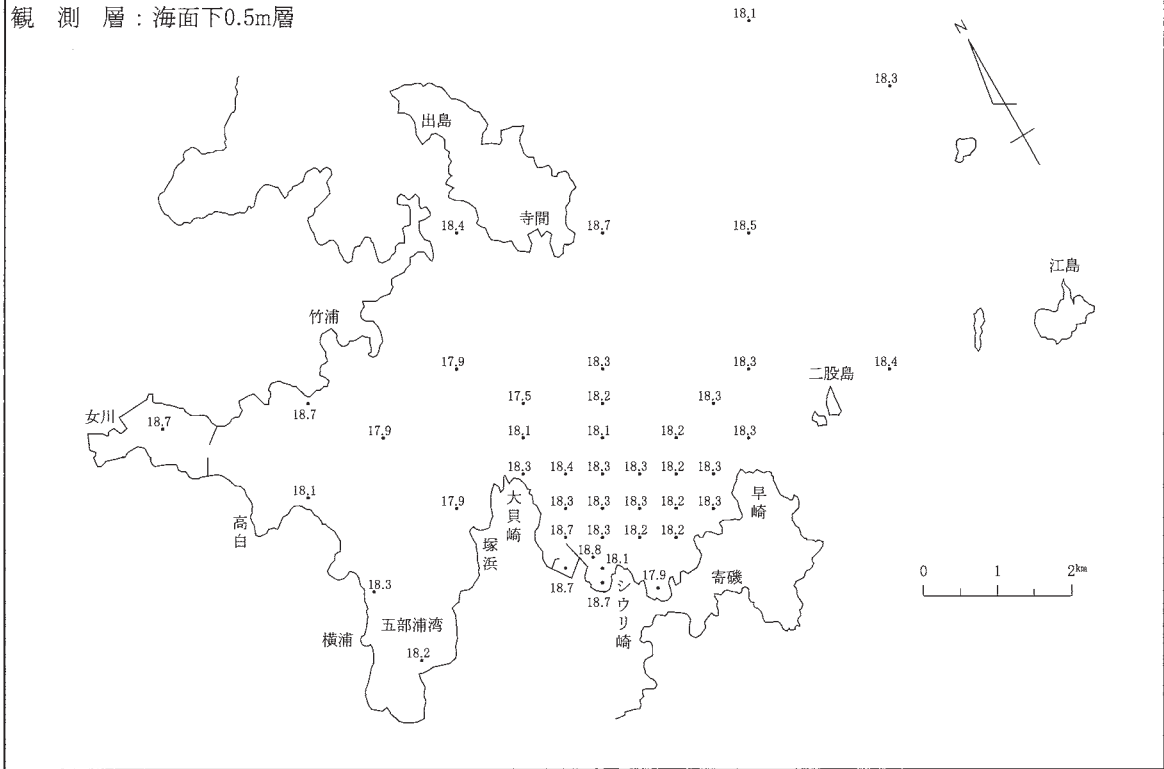 観測層：海面下0.5m層
18.1
N
18.3
出島
寺間
18.4 18.7 18.5
江島
竹浦
17.9 18.3 18.3 18.4
二股島
17.5 18.2 18.3
女川
18.7
18.7
17.9 18.1 18.1 18.2 18.3
18.3 18.4 18.3 18.3 18.2 18.3
大貝崎
早崎
18.1
17.9 18.3 18.3 18.3 18.2 18.3
高白
塚浜
18.7 18.3 18.2 18.2
18.8
18.1
18.7
18.7
17.9
シウリ崎
寄磯
0 1 2km
18.3
五部浦湾
横浦
18.2